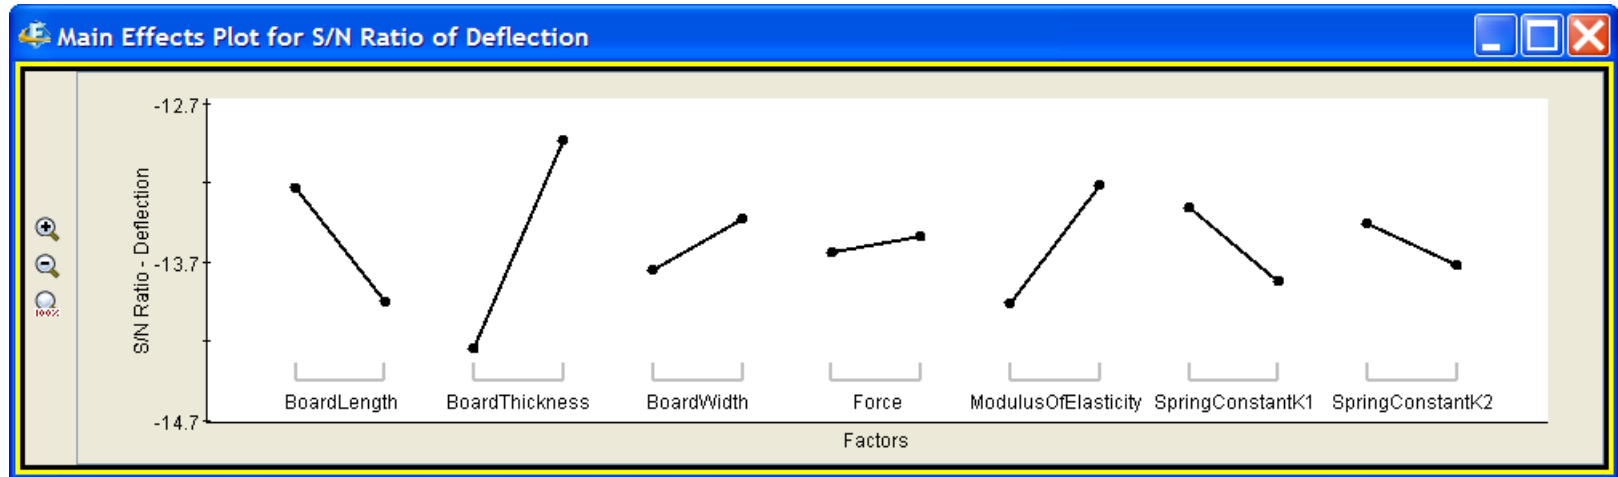 Main Effects Plot for S/N Ratio of Deflection
-12.7
S/N Ratio - Deflection
-13.7
-14.7
BoardLength BoardThickness BoardWidth Force ModulusOfElasticity SpringConstantK1 SpringConstantK2
Factors
100%